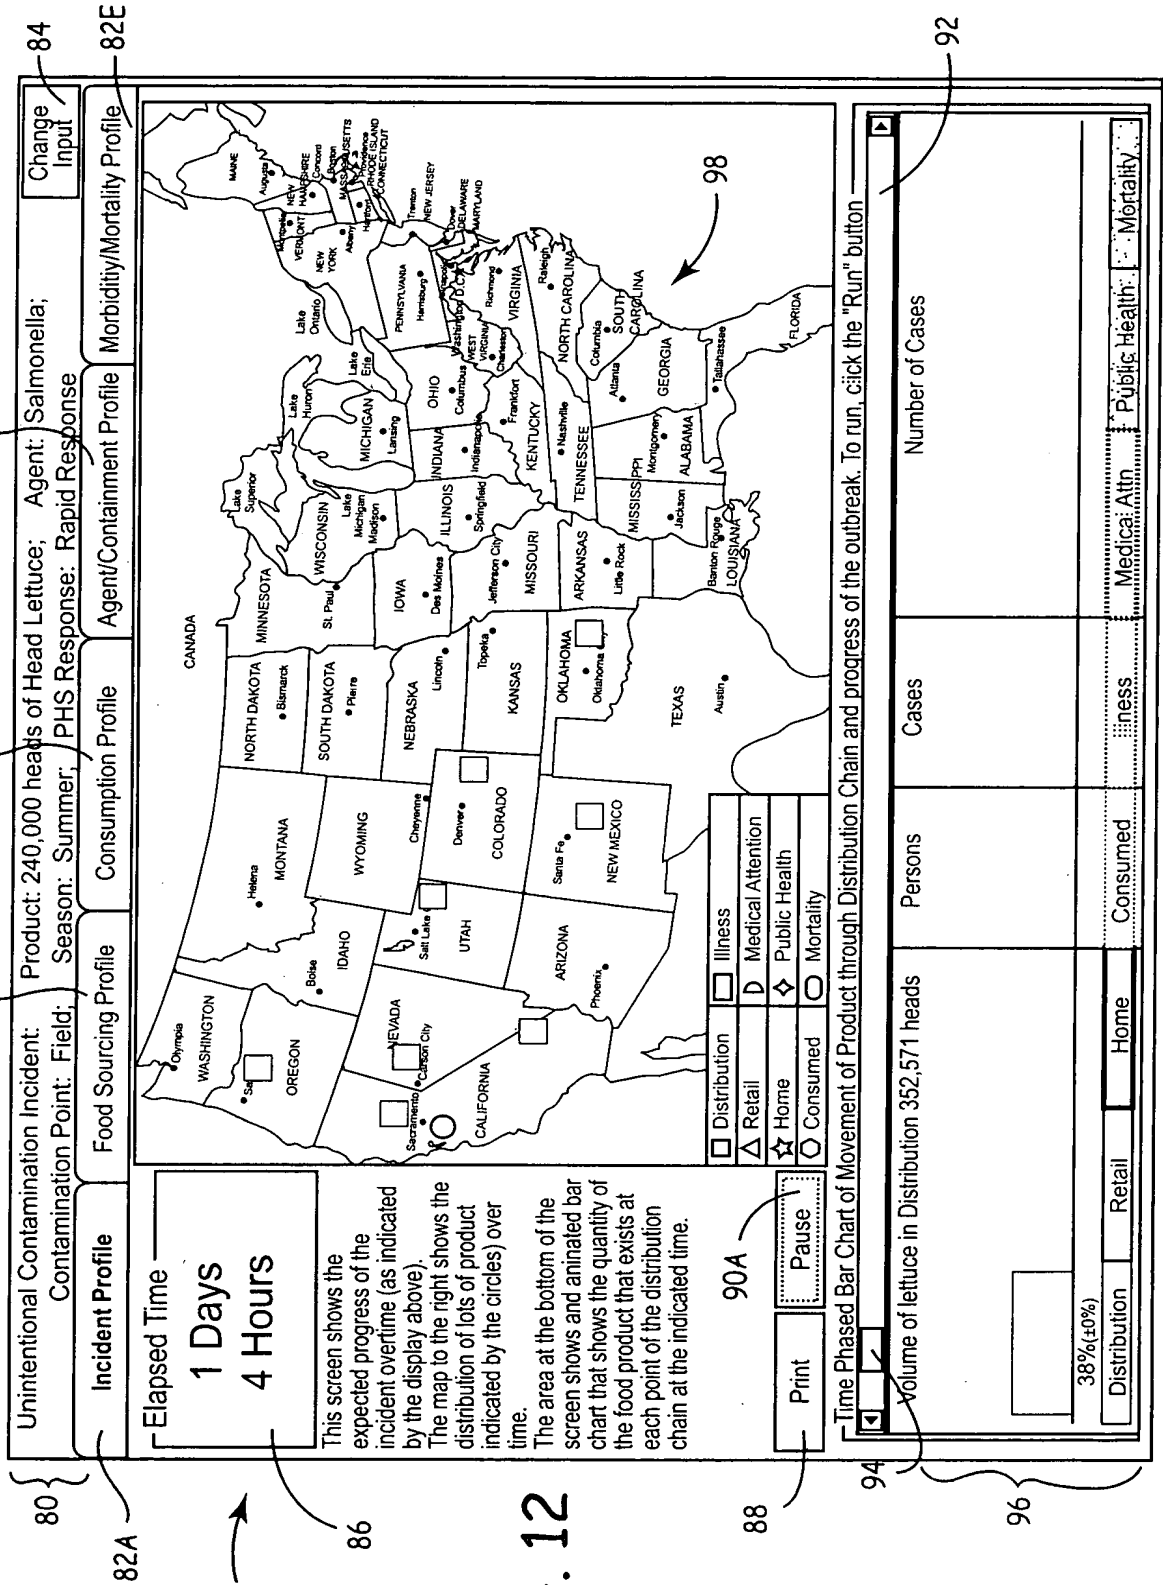 80
Unintentional Contamination Incident: Product: 240,000 heads of Head Lettuce; Agent: Salmonella;
Contamination Point: Field; Season: Summer; PHS Response: Rapid Response
Change
Input
84
82A
Incident Profile
Food Sourcing Profile
Consumption Profile
Agent/Containment Profile
Morbiditiy/Mortality Profile
82E
Elapsed Time
1 Days
4 Hours
86
This screen shows the
expected progress of the
incident overtime (as indicated
by the display above).
The map to the right shows the
distribution of lots of product
indicated by the circles) over
time.
The area at the bottom of the
screen shows and aninated bar
chart that shows the quantity of
the food product that exists at
each point of the distribution
chain at the indicated time.
. 12
90A
88
Print
Pause
CANADA
Olympia
WASHINGTON
Sa
OREGON
Helena
MONTANA
Boise
IDAHO
WYOMING
Cheyenne
NEVADA
Carson City
Sacramento
CALIFORNIA
Salt Lake
UTAH
Denver
COLORADO
ARIZONA
Phoenix
Santa Fe
NEW MEXICO
NORTH DAKOTA
Bismarck
SOUTH DAKOTA
Pierre
NEBRASKA
Lincoln
Topeka
KANSAS
OKLAHOMA
Oklahoma
TEXAS
Austin
MINNESOTA
St. Paul
IOWA
Des Moines
Jefferson City
MISSOURI
ARKANSAS
Little Rock
Banton Rouge
LOUISIANA
Lake
Superior
WISCONSIN
Lake
Michigan
Madison
ILLINOIS
Springfield
MICHIGAN
Lansing
Lake
Huron
INDIANA
Indianapolis
OHIO
Columbus
Lake
Erie
Lake
Ontario
KENTUCKY
Frankfort
TENNESSEE
Nashville
MISSISSIPPI
Jackson
Montgomery
ALABAMA
Atlanta
GEORGIA
Tallahassee
FLORIDA
Columbia
SOUTH
CAROLINA
NORTH CAROLINA
Raleigh
VIRGINIA
Richmond
WEST
VIRGINIA
Charleston
Washington D.C.
PENNSYLVANIA
Harrisburg
NEW
YORK
Albany
Montpelier
VERMONT
NEW
HAMPSHIRE
Concord
MAINE
Augusta
Boston
MASSACHUSETTS
Providence
RHODE ISLAND
CONNECTICUT
Hartford
Trenton
NEW JERSEY
Dover
DELAWARE
MARYLAND
98
Distribution
Illness
Retail
Medical Attention
Home
Public Health
Consumed
Mortality
Time Phased Bar Chart of Movement of Product through Distribution Chain and progress of the outbreak. To run, click the "Run" button
92
94
96
Volume of lettuce in Distribution 352,571 heads
Persons
Cases
Number of Cases
38%(±0%)
Distribution
Retail
Home
Consumed
Illness
Medical Attn
Public Health
Mortality